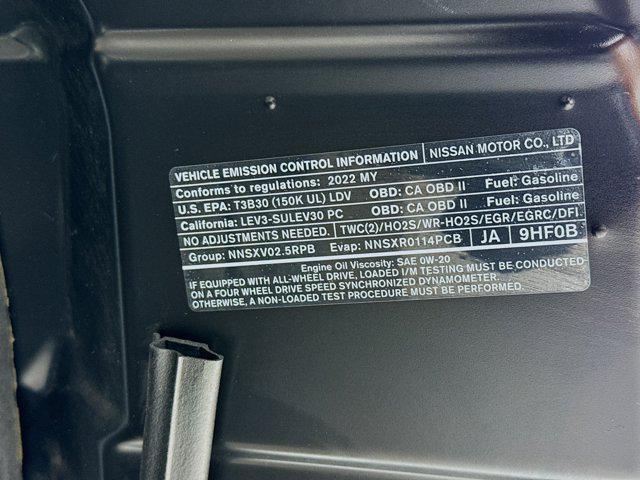 VEHICLE EMISSION CONTROL INFORMATION NISSAN MOTOR CO., LTD
Conforms to regulations: 2022 MY
U.S. EPA: T3B30 (150K UL) LDV OBD: CA OBD II Fuel: Gasoline
California: LEV3-SULEV30 PC OBD: CA OBD II Fuel: Gasoline
NO ADJUSTMENTS NEEDED. TWC(2)/HO2S/WR-HO2S/EGR/EGRC/DFI
Group: NNSXV02.5RPB Evap: NNSXR0114PCB JA 9HF0B
Engine Oil Viscosity: SAE 0W-20
IF EQUIPPED WITH ALL-WHEEL DRIVE, LOADED I/M TESTING MUST BE CONDUCTED
ON A FOUR WHEEL DRIVE SPEED SYNCHRONIZED DYNAMOMETER.
OTHERWISE, A NON-LOADED TEST PROCEDURE MUST BE PERFORMED.